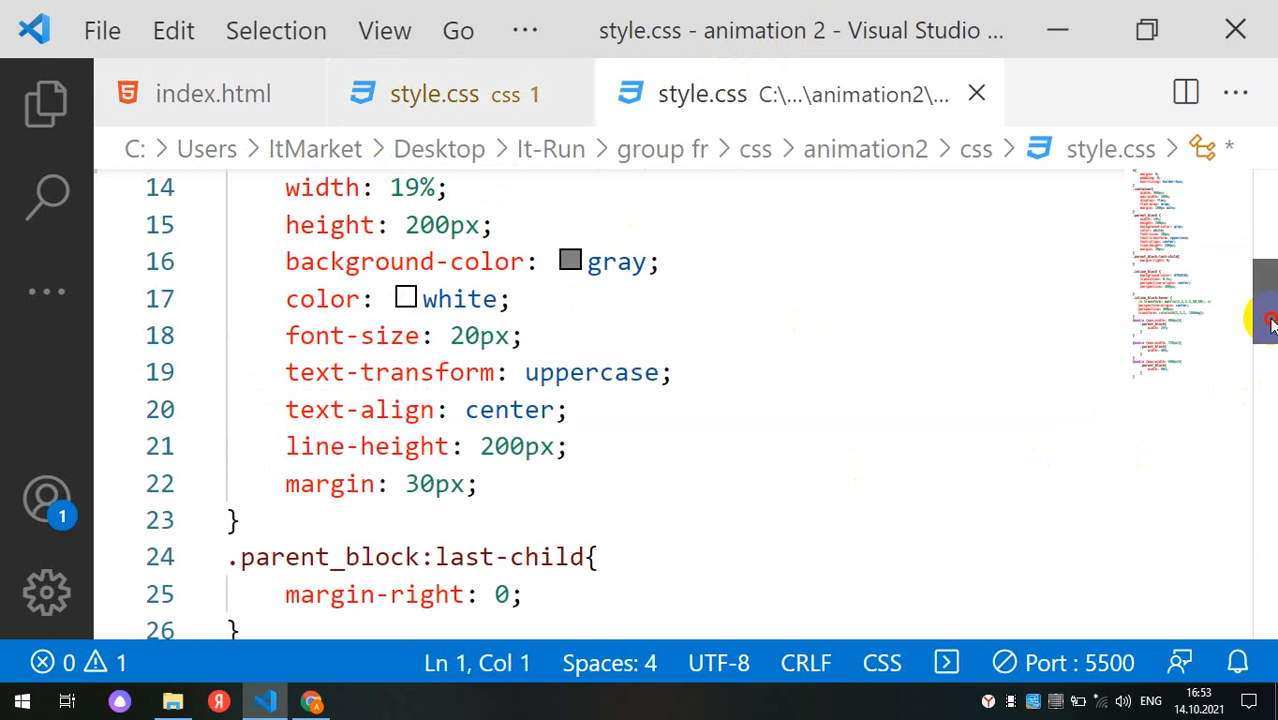 File Edit Selection View Go ··· style.css - animation 2 - Visual Studio ...
index.html style.css css 1 style.css C:\...\animation2\... ···
C: > Users > ItMarket > Desktop > It-Run > group fr > css > animation2 > css > style.css > *
14 width: 19%;
15 height: 200px;
16 background-color: gray;
17 color: white;
18 font-size: 20px;
19 text-transform: uppercase;
20 text-align: center;
21 line-height: 200px;
22 margin: 30px;
23 }
24 .parent_block:last-child{
25 margin-right: 0;
26 }
1
0 1 Ln 1, Col 1 Spaces: 4 UTF-8 CRLF CSS Port : 5500
ENG 16:53
14.10.2021